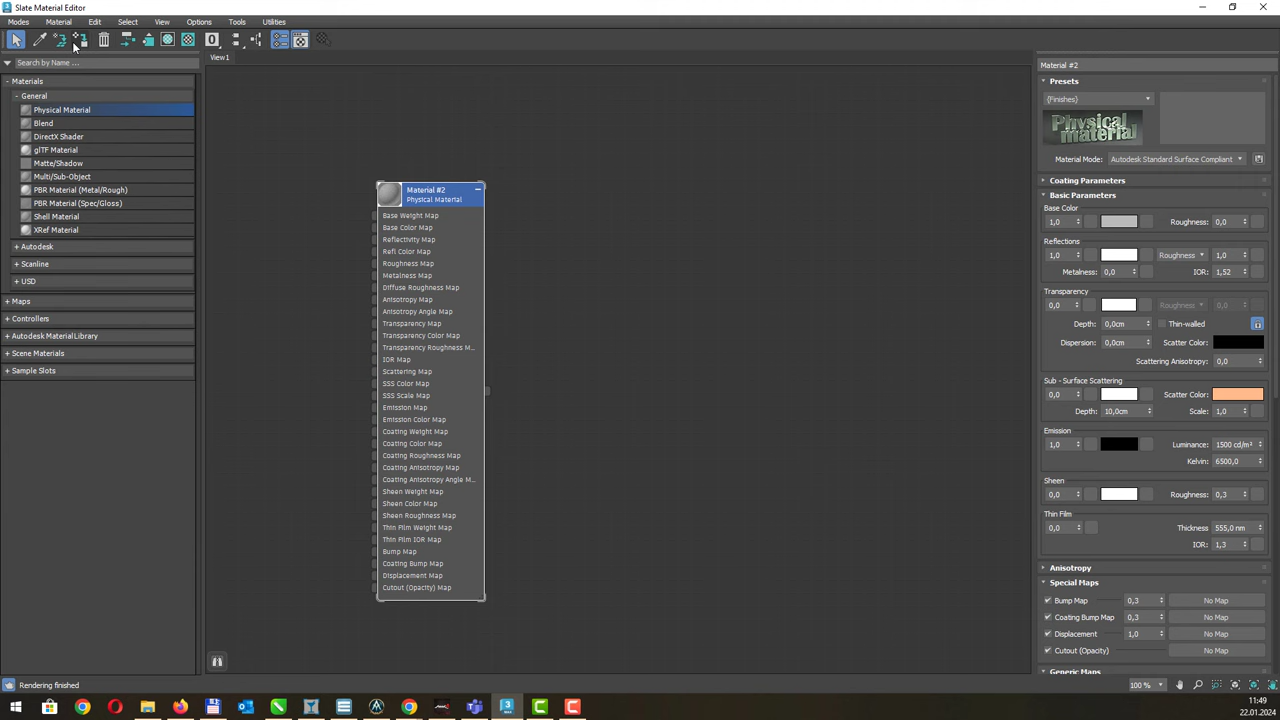 Slate Material Editor
Modes Material Edit Select View Options Tools Utilities
0
Search by Name ...
View1
- Materials
- General
Physical Material
Blend
DirectX Shader
glTF Material
Matte/Shadow
Multi/Sub-Object
PBR Material (Metal/Rough)
PBR Material (Spec/Gloss)
Shell Material
XRef Material
+ Autodesk
+ Scanline
+ USD
+ Maps
+ Controllers
+ Autodesk Material Library
+ Scene Materials
+ Sample Slots
Material #2
Physical Material
Base Weight Map
Base Color Map
Reflectivity Map
Refl Color Map
Roughness Map
Metalness Map
Diffuse Roughness Map
Anisotropy Map
Anisotropy Angle Map
Transparency Map
Transparency Color Map
Transparency Roughness M...
IOR Map
Scattering Map
SSS Color Map
SSS Scale Map
Emission Map
Emission Color Map
Coating Weight Map
Coating Color Map
Coating Roughness Map
Coating Anisotropy Map
Coating Anisotropy Angle M...
Sheen Weight Map
Sheen Color Map
Sheen Roughness Map
Thin Film Weight Map
Thin Film IOR Map
Bump Map
Coating Bump Map
Displacement Map
Cutout (Opacity) Map
Material #2
Presets
{Finishes}
Physical material
Material Mode: Autodesk Standard Surface Compliant
Coating Parameters
Basic Parameters
Base Color
1,0 Roughness: 0,0
Reflections
1,0 Roughness 1,0
Metalness: 0,0 IOR: 1,52
Transparency
0,0 Roughness 0,0
Depth: 0,0cm Thin-walled
Dispersion: 0,0cm Scatter Color:
Scattering Anisotropy: 0,0
Sub - Surface Scattering
0,0 Scatter Color:
Depth: 10,0cm Scale: 1,0
Emission
1,0 Luminance: 1500 cd/m²
Kelvin: 6500,0
Sheen
0,0 Roughness: 0,3
Thin Film
0,0 Thickness 555,0 nm
IOR: 1,3
Anisotropy
Special Maps
Bump Map 0,3 No Map
Coating Bump Map 0,3 No Map
Displacement 1,0 No Map
Cutout (Opacity) No Map
Generic Maps
Rendering finished
100 %
11:49
22.01.2024